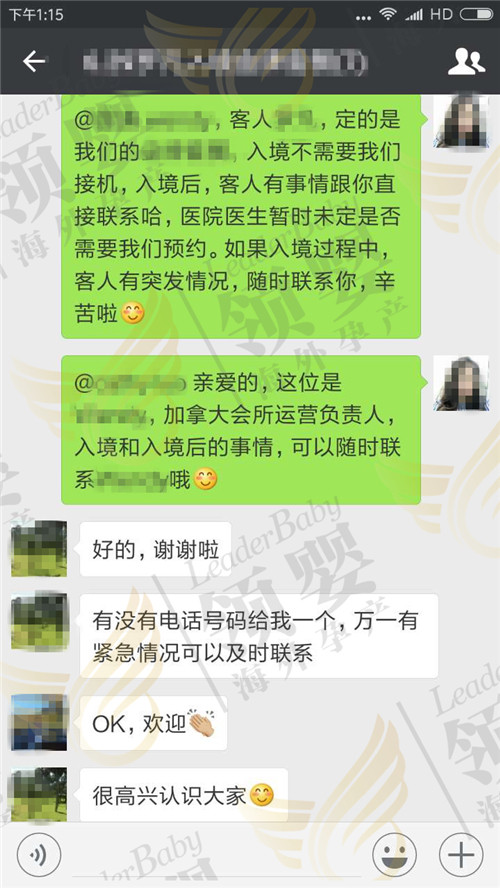 下午1:15
HD
@，客人，定的是
我们的，入境不需要我们
接机，入境后，客人有事情跟你直
接联系哈，医院医生暂时未定是否
需要我们预约。如果入境过程中，
客人有突发情况，随时联系你，辛
苦啦😊
@亲爱的，这位是
，加拿大会所运营负责人，
入境和入境后的事情，可以随时联
系哦😊
好的，谢谢啦
有没有电话号码给我一个，万一有
紧急情况可以及时联系
OK，欢迎👏
很高兴认识大家😊
LeaderBaby
领婴
海外孕产